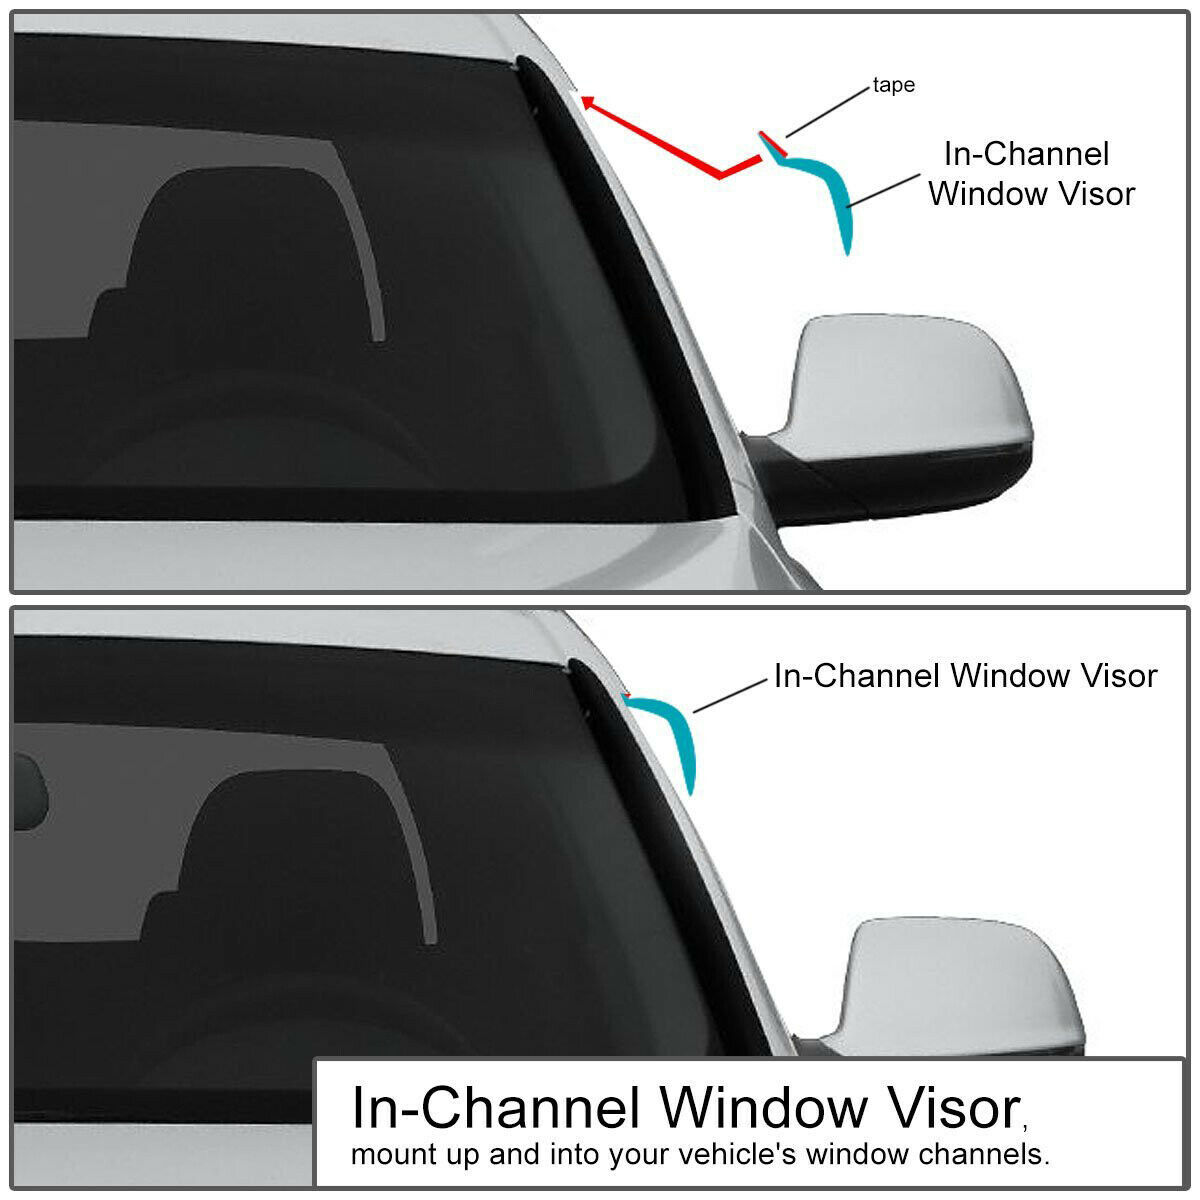 tape
In-Channel
Window Visor
In-Channel Window Visor
In-Channel Window Visor,
mount up and into your vehicle's window channels.